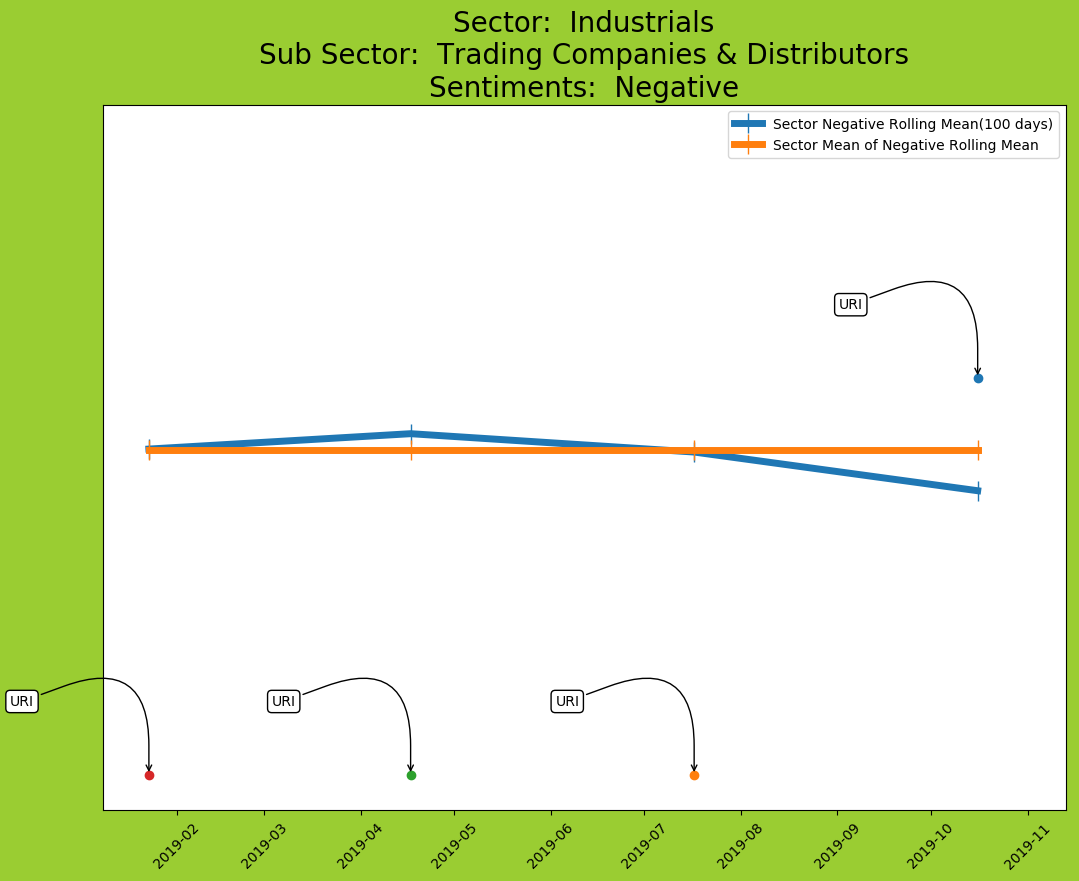 Sector:  Industrials
Sub Sector:  Trading Companies & Distributors
Sentiments:  Negative
Sector Negative Rolling Mean(100 days)
Sector Mean of Negative Rolling Mean
URI
URI
URI
URI
2019-02
2019-03
2019-04
2019-05
2019-06
2019-07
2019-08
2019-09
2019-10
2019-11